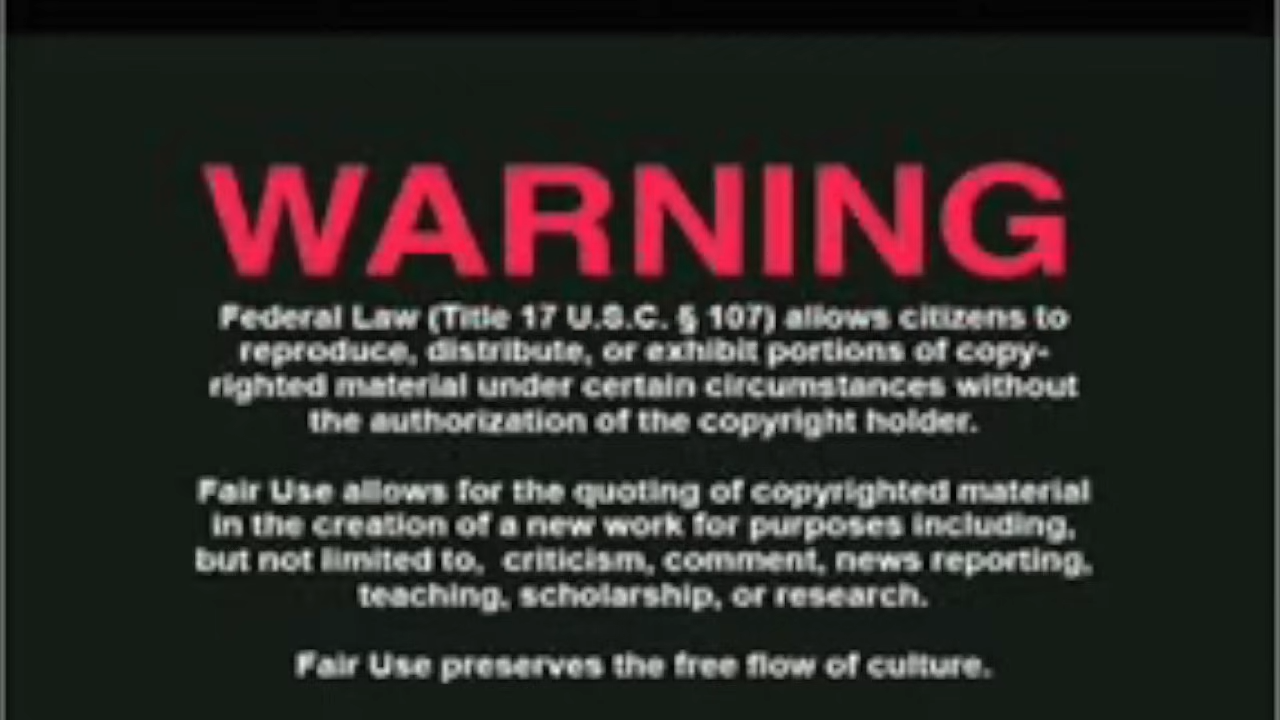 WARNING
Federal Law (Title 17 U.S.C. § 107) allows citizens to
reproduce, distribute, or exhibit portions of copy-
righted material under certain circumstances without
the authorization of the copyright holder.
Fair Use allows for the quoting of copyrighted material
in the creation of a new work for purposes including,
but not limited to,  criticism, comment, news reporting,
teaching, scholarship, or research.
Fair Use preserves the free flow of culture.